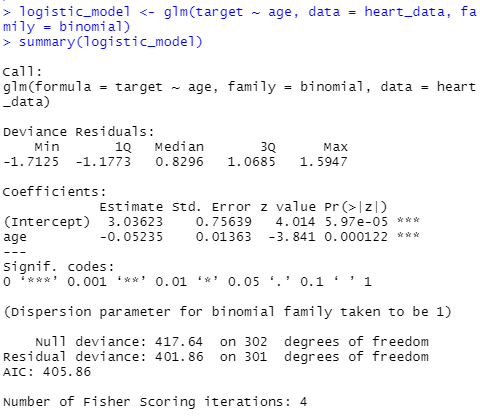 > logistic_model <- glm(target ~ age, data = heart_data, fa
mily = binomial)
> summary(logistic_model)
Call:
glm(formula = target ~ age, family = binomial, data = heart
_data)
Deviance Residuals:
    Min       1Q   Median       3Q      Max
-1.7125  -1.1773   0.8296   1.0685   1.5947
Coefficients:
            Estimate Std. Error z value Pr(>|z|)
(Intercept)  3.03623    0.75639   4.014 5.97e-05 ***
age         -0.05235    0.01363  -3.841 0.000122 ***
---
Signif. codes:
0 ‘***’ 0.001 ‘**’ 0.01 ‘*’ 0.05 ‘.’ 0.1 ‘ ’ 1
(Dispersion parameter for binomial family taken to be 1)
    Null deviance: 417.64  on 302  degrees of freedom
Residual deviance: 401.86  on 301  degrees of freedom
AIC: 405.86
Number of Fisher Scoring iterations: 4